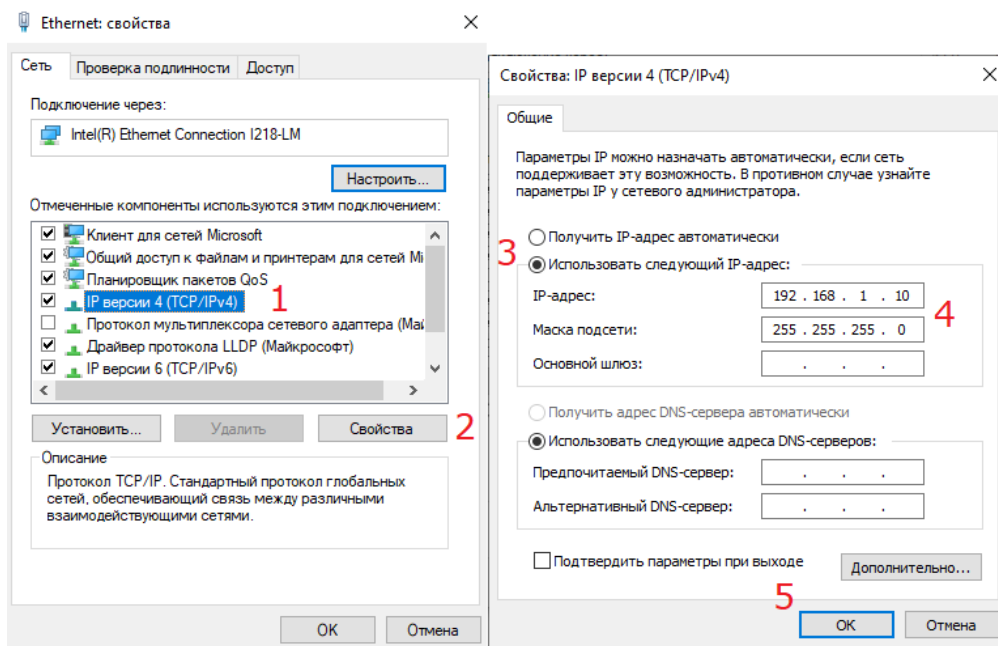 Ethernet: свойства
Сеть Проверка подлинности Доступ
Подключение через:
Intel(R) Ethernet Connection I218-LM
Настроить...
Отмеченные компоненты используются этим подключением:
Клиент для сетей Microsoft
Общий доступ к файлам и принтерам для сетей Mi
Планировщик пакетов QoS
IP версии 4 (TCP/IPv4) 1
Протокол мультиплексора сетевого адаптера (Май
Драйвер протокола LLDP (Майкрософт)
IP версии 6 (TCP/IPv6)
Установить... Удалить Свойства 2
Описание
Протокол TCP/IP. Стандартный протокол глобальных
сетей, обеспечивающий связь между различными
взаимодействующими сетями.
OK Отмена
Свойства: IP версии 4 (TCP/IPv4)
Общие
Параметры IP можно назначать автоматически, если сеть
поддерживает эту возможность. В противном случае узнайте
параметры IP у сетевого администратора.
Получить IP-адрес автоматически
3 Использовать следующий IP-адрес:
IP-адрес: 192 . 168 . 1 . 10
4
Маска подсети: 255 . 255 . 255 . 0
Основной шлюз: . . .
Получить адрес DNS-сервера автоматически
Использовать следующие адреса DNS-серверов:
Предпочитаемый DNS-сервер: . . .
Альтернативный DNS-сервер: . . .
Подтвердить параметры при выходе Дополнительно...
5
ОК Отмена